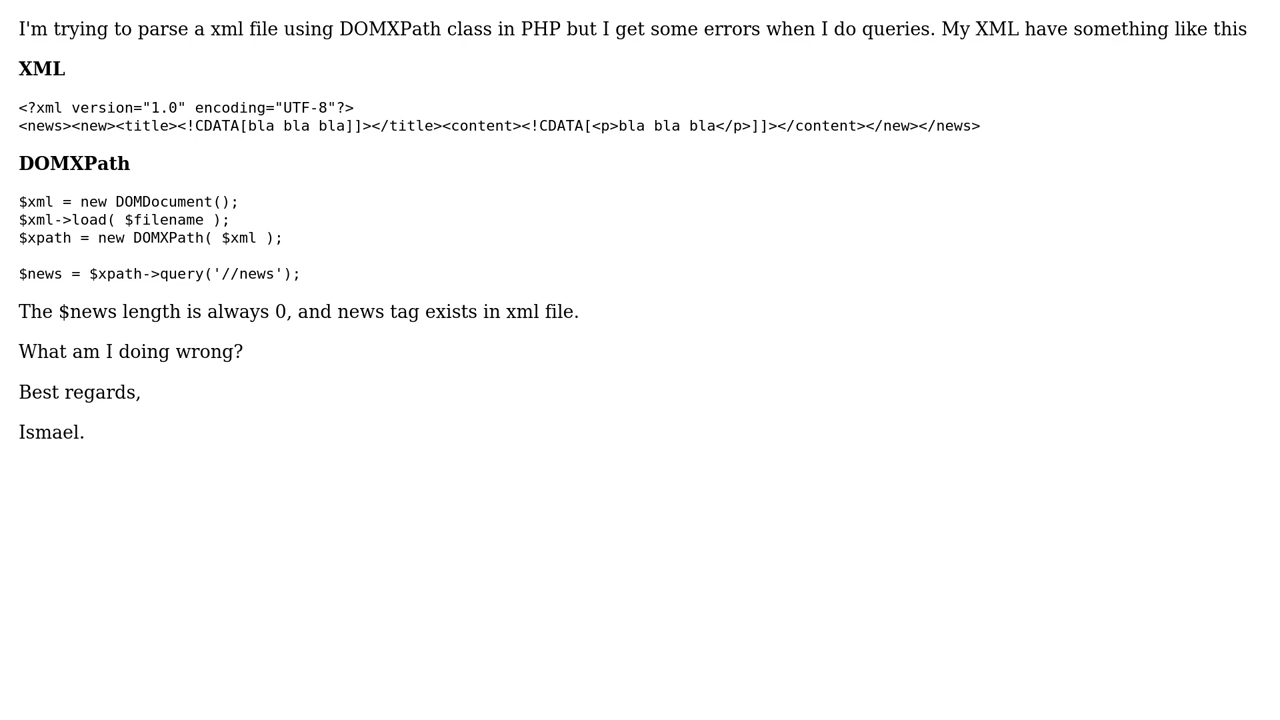 I'm trying to parse a xml file using DOMXPath class in PHP but I get some errors when I do queries. My XML have something like this
XML
<?xml version="1.0" encoding="UTF-8"?>
<news><new><title><!CDATA[bla bla bla]]></title><content><!CDATA[<p>bla bla bla</p>]]></content></new></news>
DOMXPath
$xml = new DOMDocument();
$xml->load( $filename );
$xpath = new DOMXPath( $xml );
$news = $xpath->query('//news');
The $news length is always 0, and news tag exists in xml file.
What am I doing wrong?
Best regards,
Ismael.